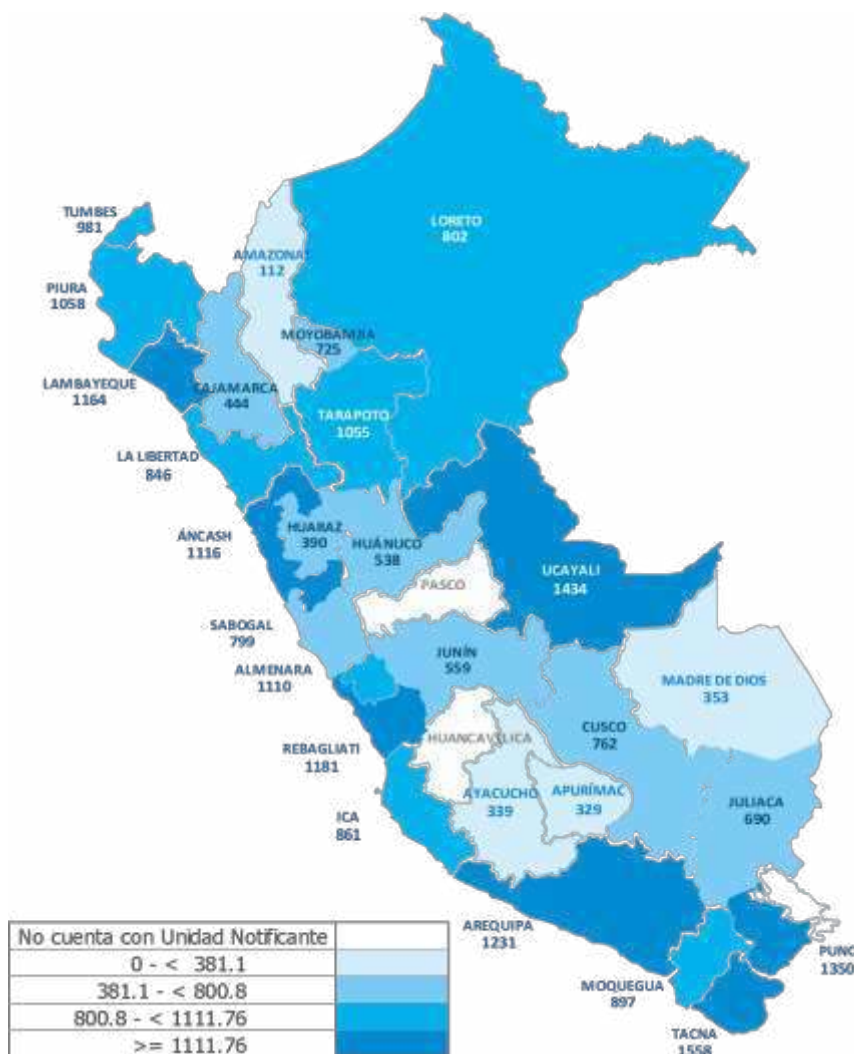 TUMBES
981
LORETO
802
AMAZONAS
112
PIURA
1058
MOYOBAMBA
725
LAMBAYEQUE
1164
CAJAMARCA
444
TARAPOTO
1055
LA LIBERTAD
846
ÁNCASH
1116
HUARAZ
390
HUÁNUCO
538
UCAYALI
1434
PASCO
SABOGAL
799
JUNÍN
559
ALMENARA
1110
MADRE DE DIOS
353
CUSCO
762
REBAGLIATI
1181
HUANCAVELICA
AYACUCHO
339
APURÍMAC
329
JULIACA
690
ICA
861
AREQUIPA
1231
PUNO
1350
MOQUEGUA
897
TACNA
1558
No cuenta con Unidad Notificante
0 - < 381.1
381.1 - < 800.8
800.8 - < 1111.76
>= 1111.76